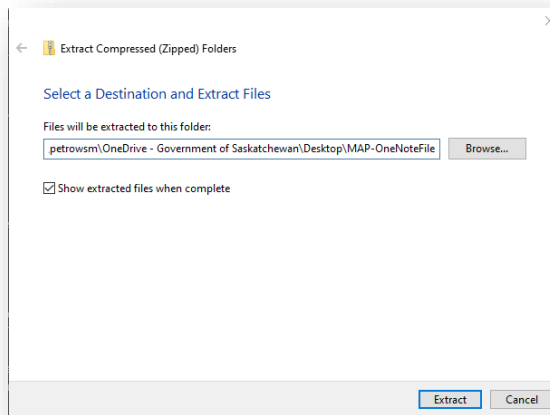 Extract Compressed (Zipped) Folders
Select a Destination and Extract Files
Files will be extracted to this folder:
.petrowsm\OneDrive - Government of Saskatchewan\Desktop\MAP-OneNoteFile
Browse...
Show extracted files when complete
Extract
Cancel